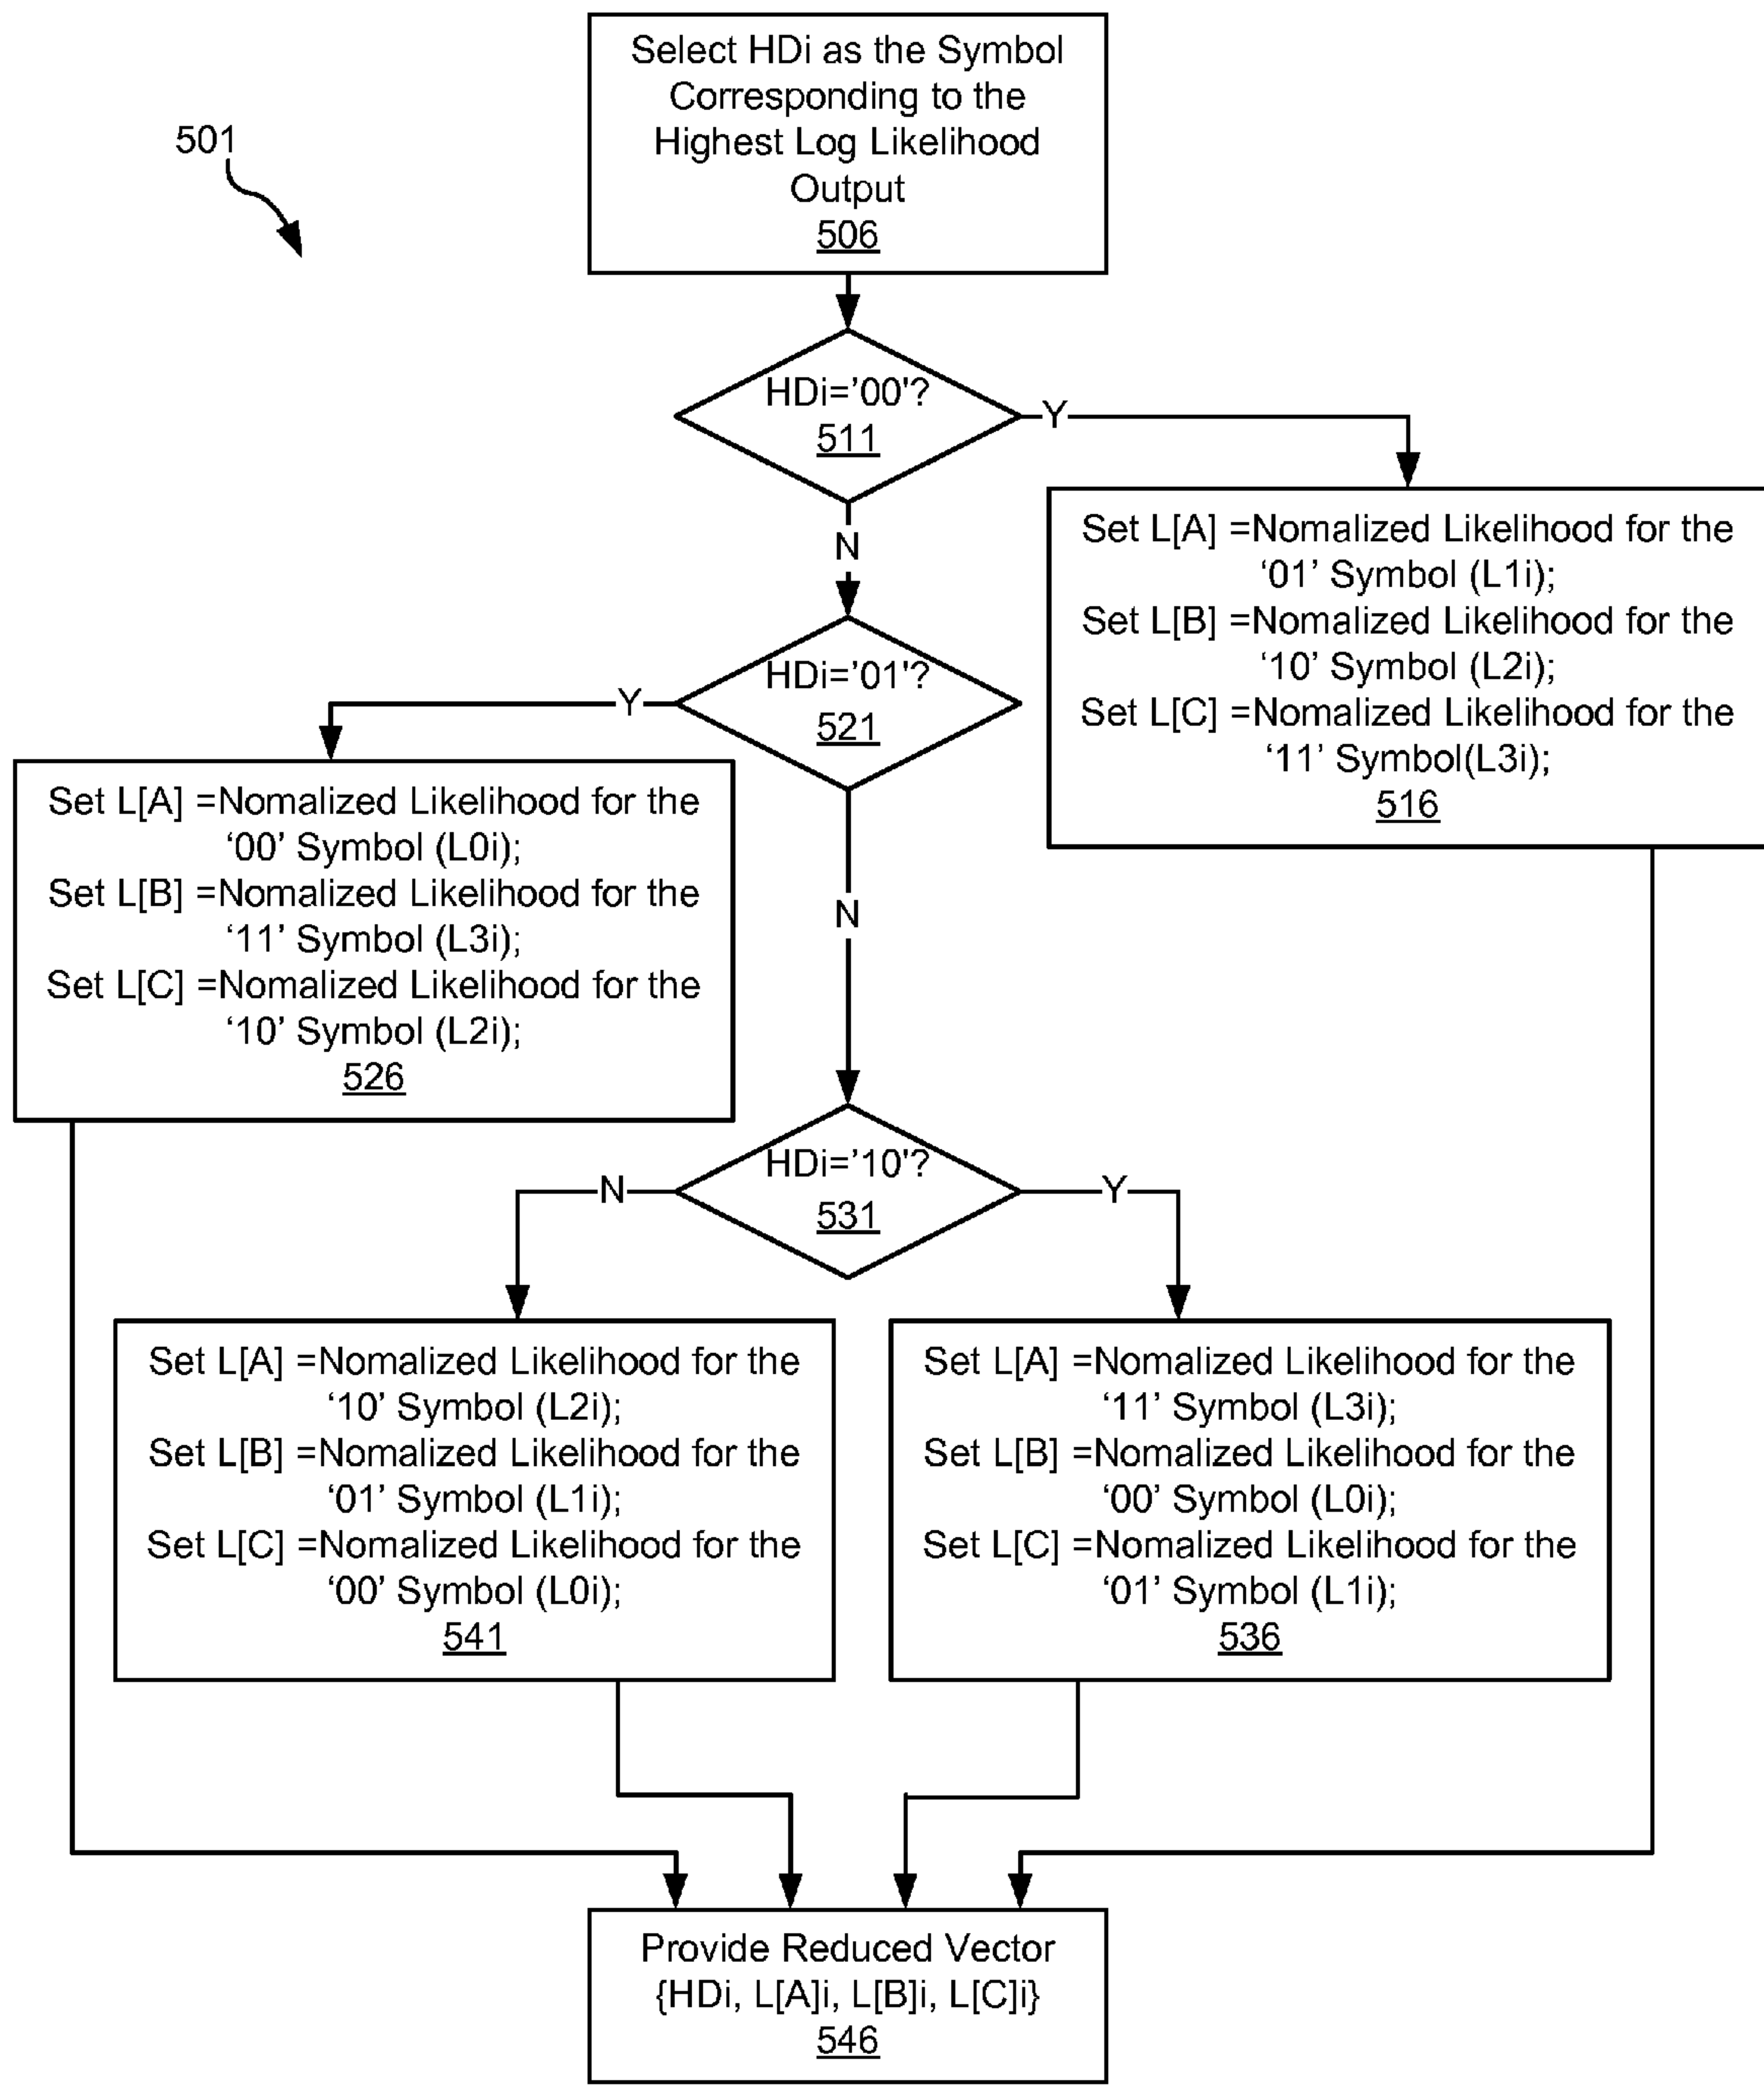 Select HDi as the Symbol
Corresponding to the
Highest Log Likelihood
Output
506
501
HDi='00'?
511
Y
N
Set L[A] =Nomalized Likelihood for the
‘01’ Symbol (L1i);
Set L[B] =Nomalized Likelihood for the
‘10’ Symbol (L2i);
Set L[C] =Nomalized Likelihood for the
‘11’ Symbol(L3i);
516
HDi='01'?
521
Y
N
Set L[A] =Nomalized Likelihood for the
‘00’ Symbol (L0i);
Set L[B] =Nomalized Likelihood for the
‘11’ Symbol (L3i);
Set L[C] =Nomalized Likelihood for the
‘10’ Symbol (L2i);
526
HDi='10'?
531
N
Y
Set L[A] =Nomalized Likelihood for the
‘10’ Symbol (L2i);
Set L[B] =Nomalized Likelihood for the
‘01’ Symbol (L1i);
Set L[C] =Nomalized Likelihood for the
‘00’ Symbol (L0i);
541
Set L[A] =Nomalized Likelihood for the
‘11’ Symbol (L3i);
Set L[B] =Nomalized Likelihood for the
‘00’ Symbol (L0i);
Set L[C] =Nomalized Likelihood for the
‘01’ Symbol (L1i);
536
Provide Reduced Vector
{HDi, L[A]i, L[B]i, L[C]i}
546